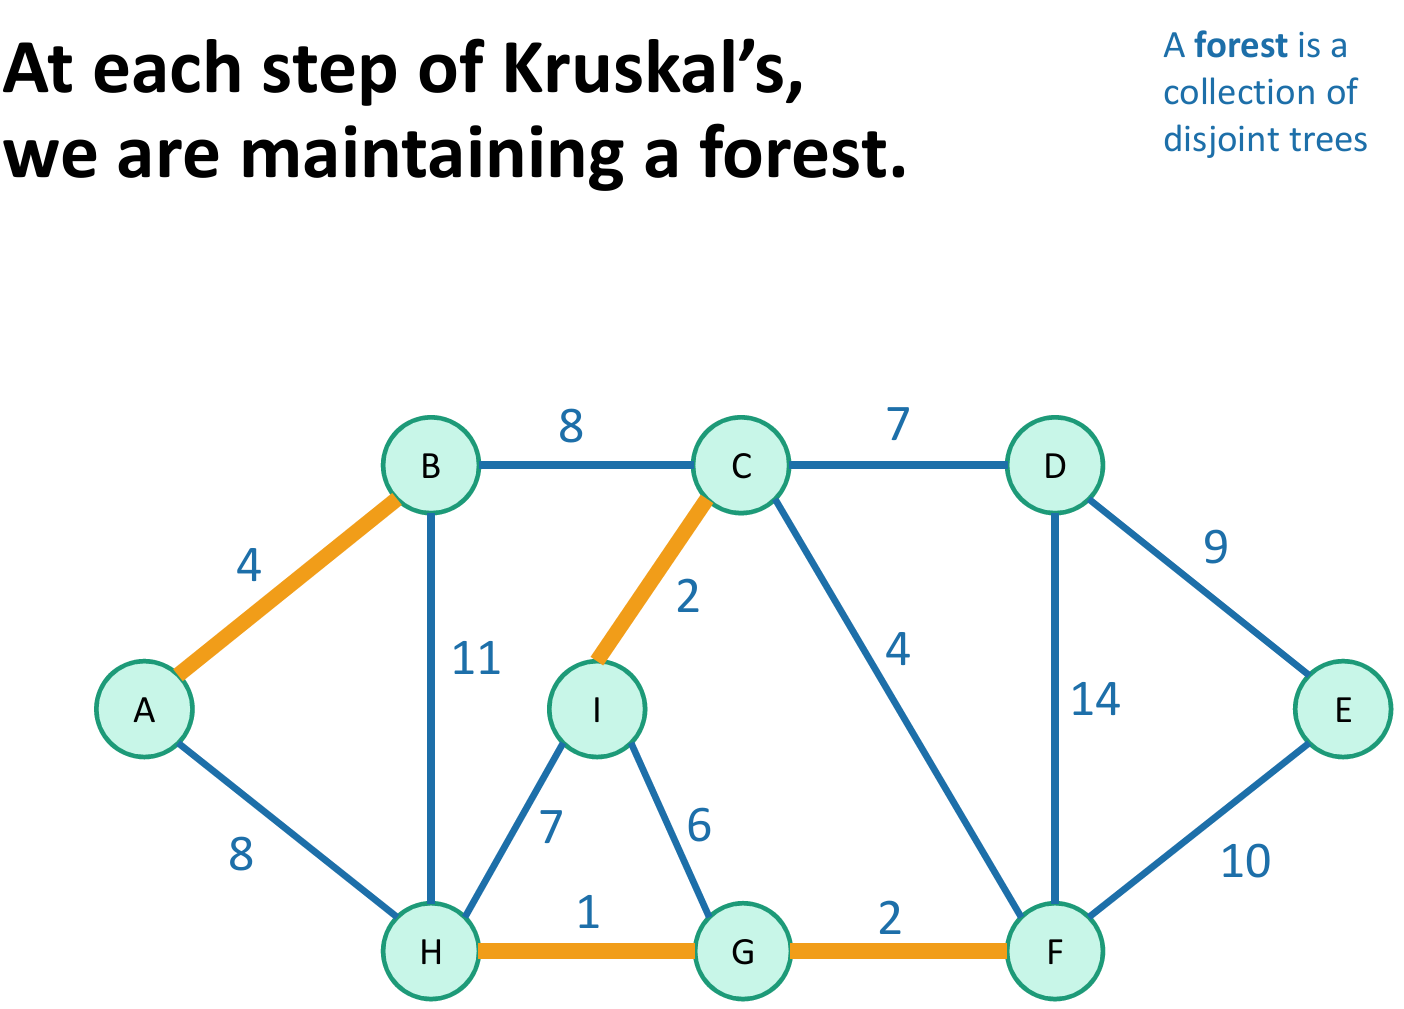 At each step of Kruskal’s,
we are maintaining a forest.
A forest is a
collection of
disjoint trees
8
7
B
C
D
9
4
2
11
4
14
A
I
E
7
6
8
10
1
2
H
G
F